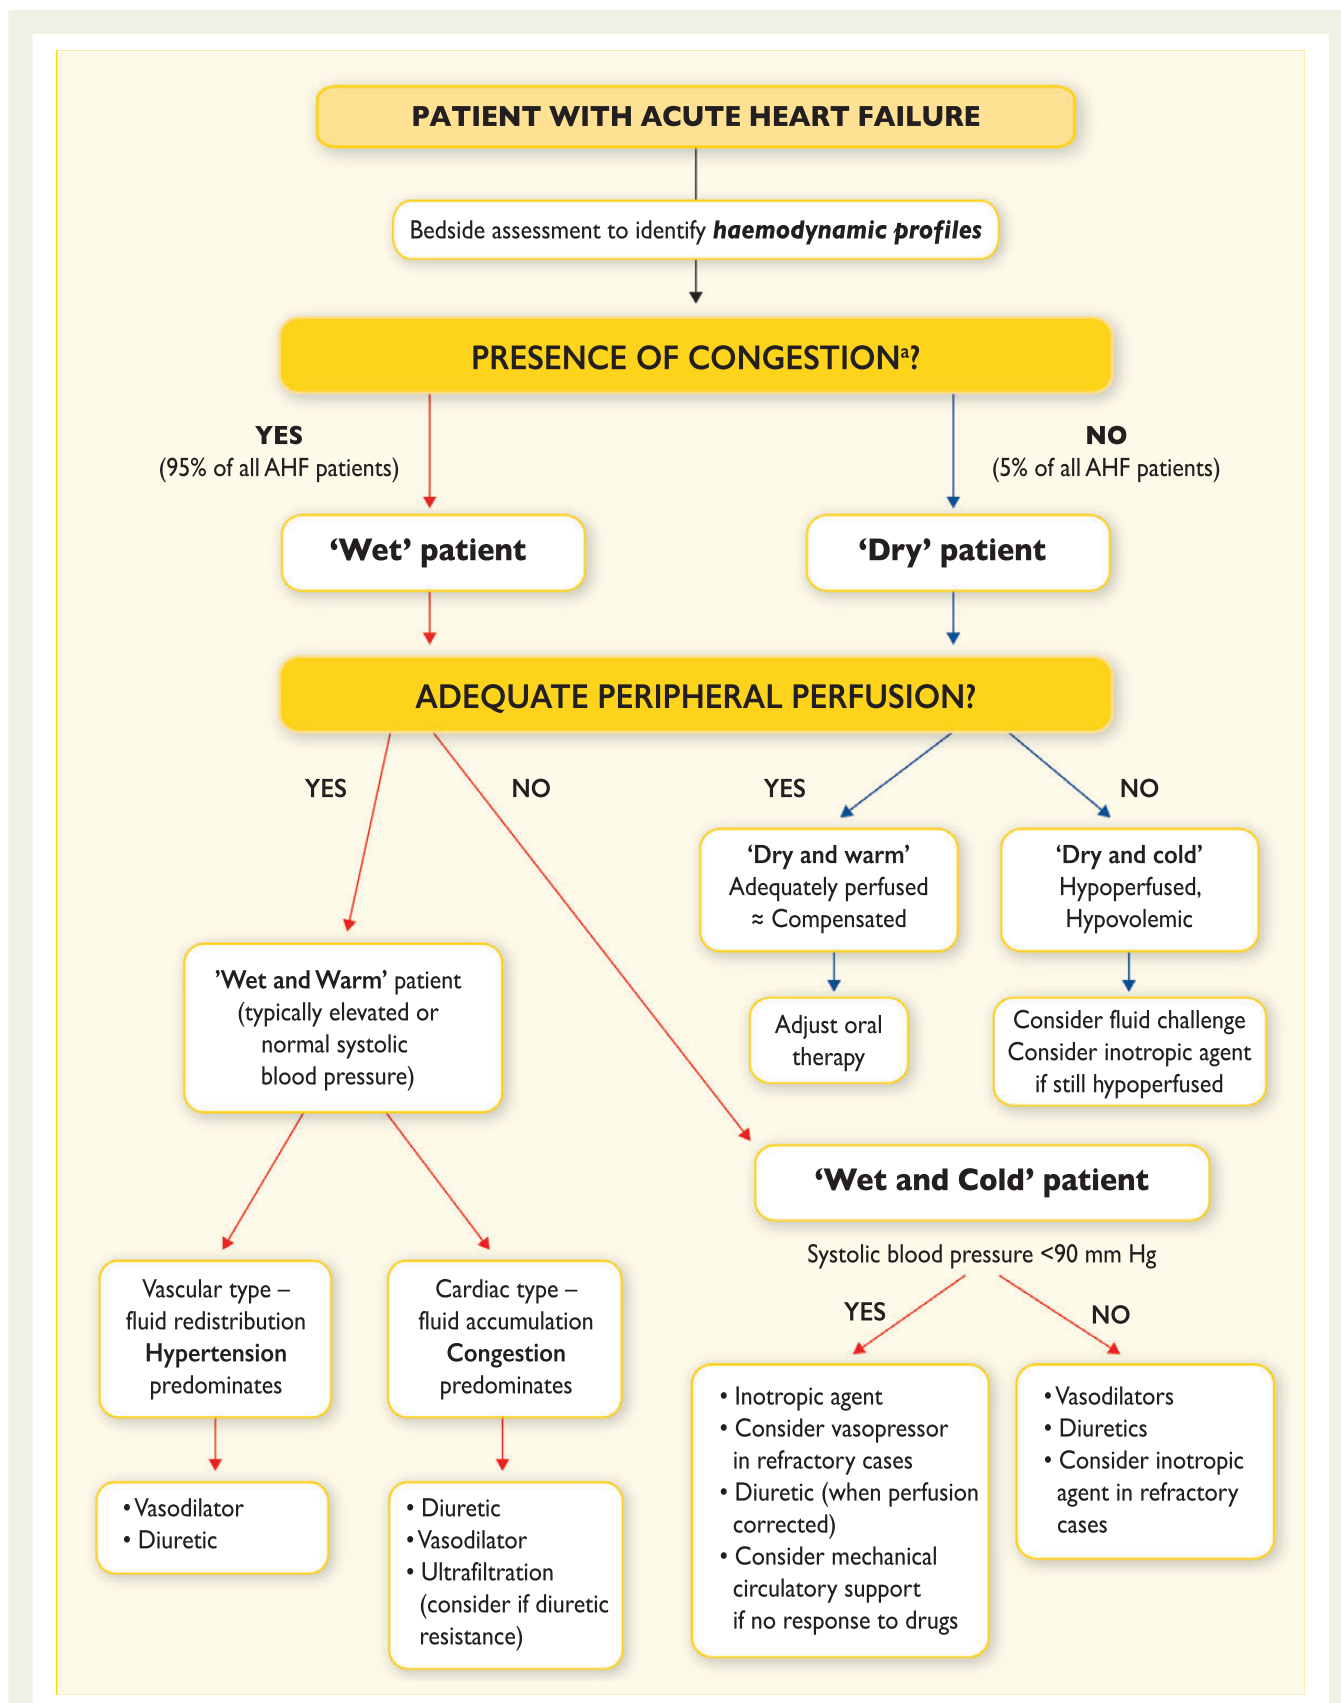 PATIENT WITH ACUTE HEART FAILURE
Bedside assessment to identify haemodynamic profiles
PRESENCE OF CONGESTIONª?
YES
(95% of all AHF patients)
NO
(5% of all AHF patients)
‘Wet’ patient
‘Dry’ patient
ADEQUATE PERIPHERAL PERFUSION?
YES
NO
YES
NO
‘Dry and warm’
Adequately perfused
≈ Compensated
‘Dry and cold’
Hypoperfused,
Hypovolemic
’Wet and Warm’ patient
(typically elevated or
normal systolic
blood pressure)
Adjust oral
therapy
Consider fluid challenge
Consider inotropic agent
if still hypoperfused
‘Wet and Cold’ patient
Systolic blood pressure <90 mm Hg
YES
NO
Vascular type –
fluid redistribution
Hypertension
predominates
Cardiac type –
fluid accumulation
Congestion
predominates
• Vasodilator
• Diuretic
• Diuretic
• Vasodilator
• Ultrafiltration
(consider if diuretic
resistance)
• Inotropic agent
• Consider vasopressor
in refractory cases
• Diuretic (when perfusion
corrected)
• Consider mechanical
circulatory support
if no response to drugs
• Vasodilators
• Diuretics
• Consider inotropic
agent in refractory
cases